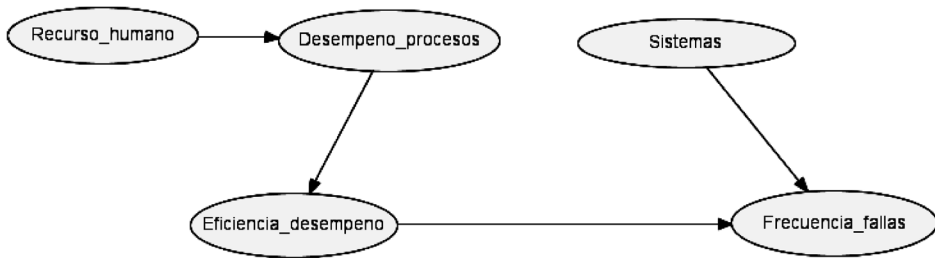 Recurso_humano
Desempeno_procesos
Sistemas
Eficiencia_desempeno
Frecuencia_fallas